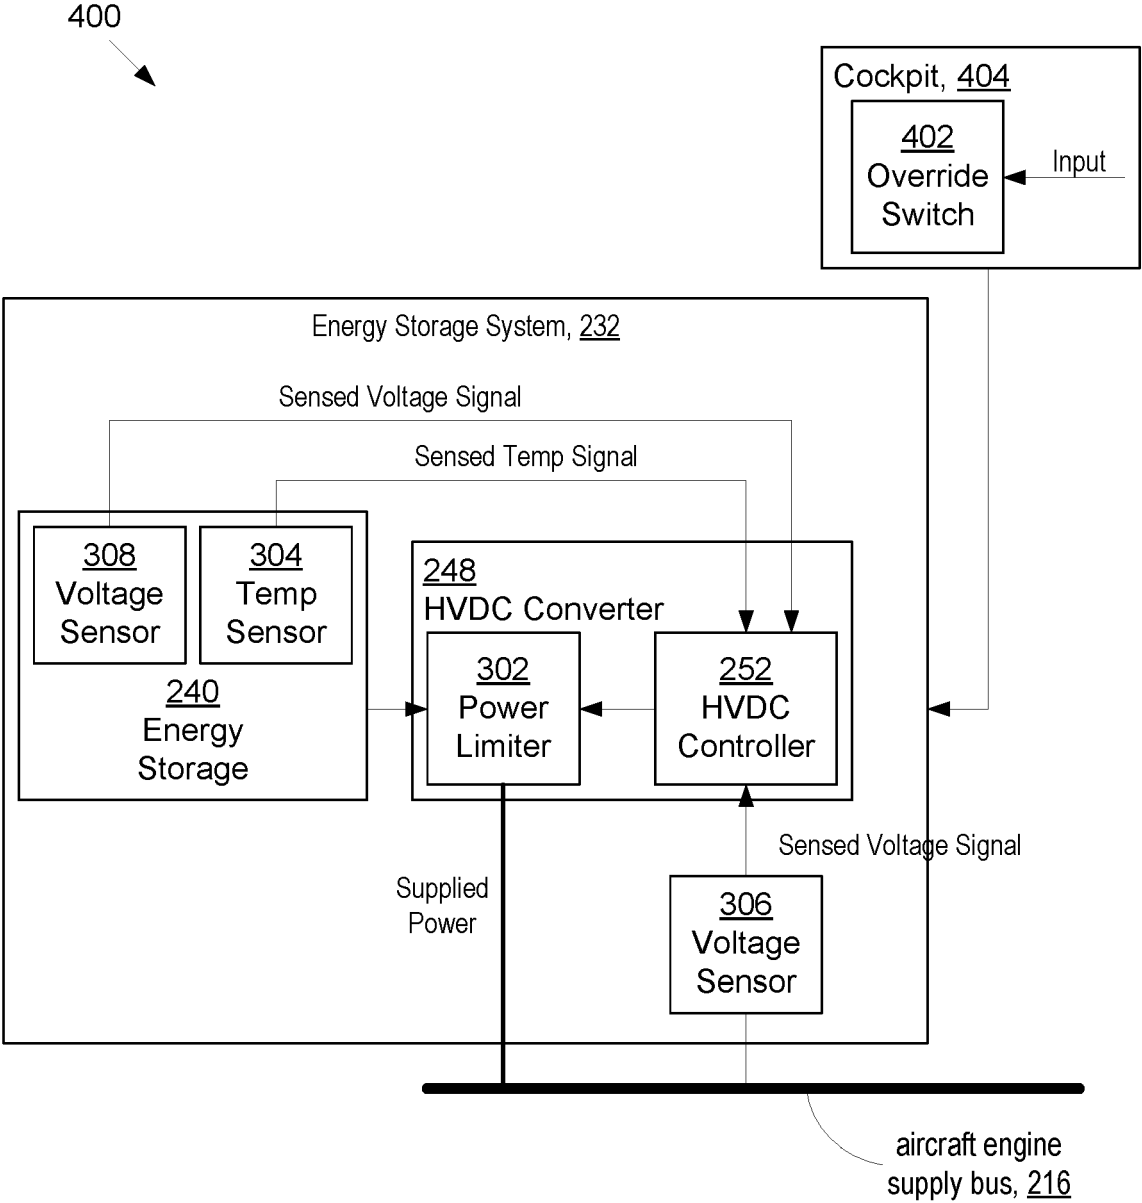 400
Cockpit, 404
402
Override
Switch
Input
Energy Storage System, 232
Sensed Voltage Signal
Sensed Temp Signal
308
Voltage
Sensor
304
Temp
Sensor
240
Energy
Storage
248
HVDC Converter
302
Power
Limiter
252
HVDC
Controller
Sensed Voltage Signal
Supplied
Power
306
Voltage
Sensor
aircraft engine
supply bus, 216